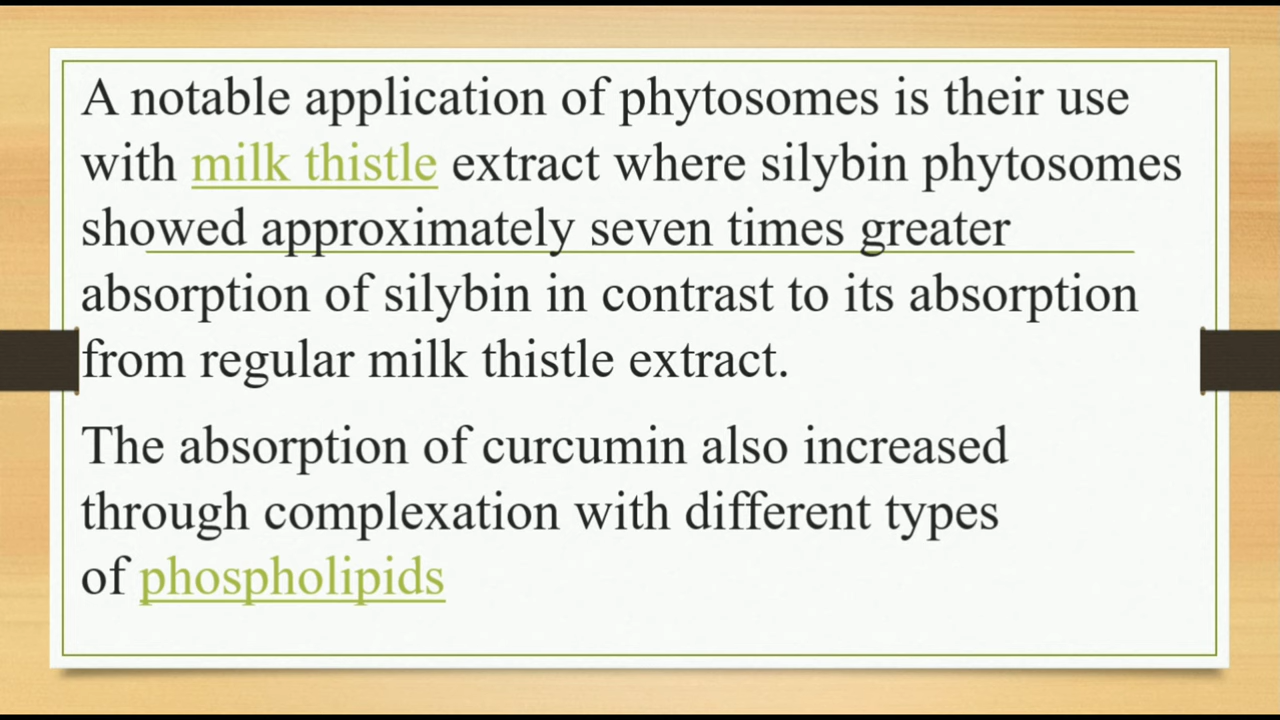 A notable application of phytosomes is their use
with milk thistle extract where silybin phytosomes
showed approximately seven times greater
absorption of silybin in contrast to its absorption
from regular milk thistle extract.
The absorption of curcumin also increased
through complexation with different types
of phospholipids